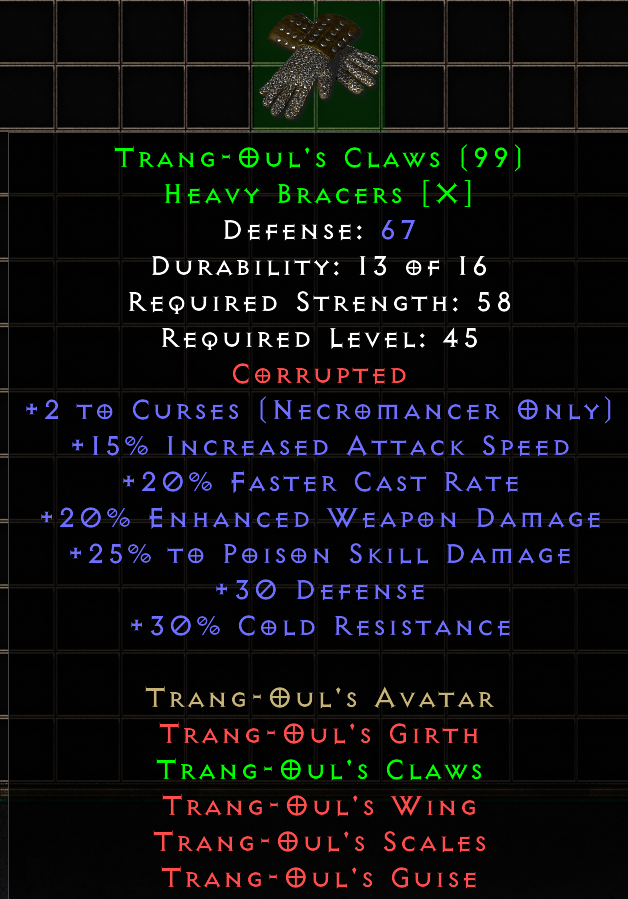 Trang-Oul's Claws (99)
Heavy Bracers [X]
Defense: 67
Durability: 13 of 16
Required Strength: 58
Required Level: 45
Corrupted
+2 to Curses (Necromancer Only)
+15% Increased Attack Speed
+20% Faster Cast Rate
+20% Enhanced Weapon Damage
+25% to Poison Skill Damage
+30 Defense
+30% Cold Resistance
Trang-Oul's Avatar
Trang-Oul's Girth
Trang-Oul's Claws
Trang-Oul's Wing
Trang-Oul's Scales
Trang-Oul's Guise